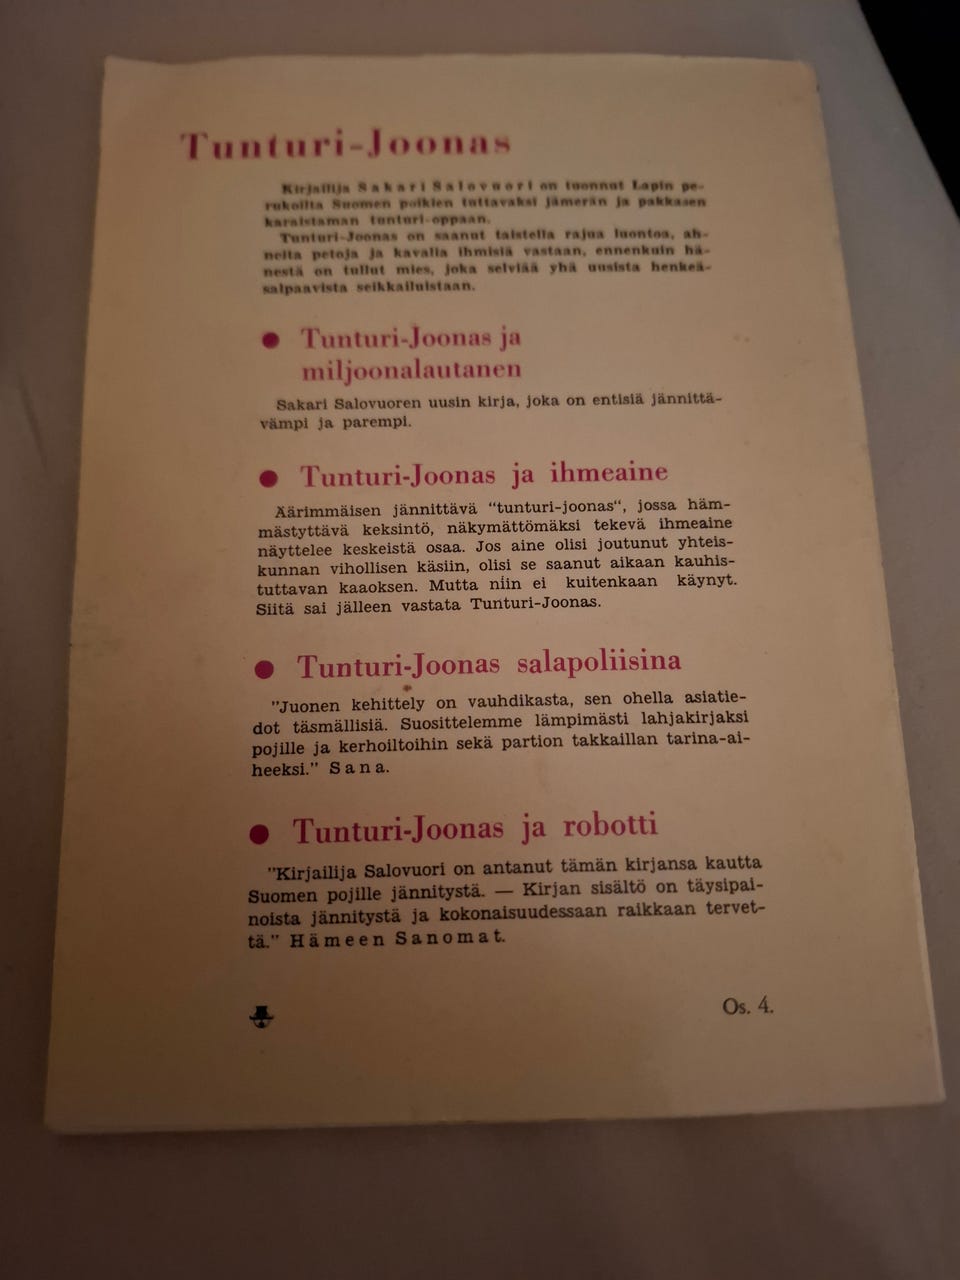 Tunturi-Joonas
Kirjailija Sakari Salovuori on tuonnut Lapin pe-
rukoilta Suomen poikien tuttavaksi jämerän ja pakkasen
karaistaman tunturi-oppaan.
Tunturi-Joonas on saanut taistella rajua luontoa, ah-
neita petoja ja kavalia ihmisiä vastaan, ennenkuin hä-
nestä on tullut mies, joka selviää yhä uusista henkeä-
salpaavista seikkailuistaan.
● Tunturi-Joonas ja
miljoonalautanen
Sakari Salovuoren uusin kirja, joka on entisiä jännittä-
vämpi ja parempi.
● Tunturi-Joonas ja ihmeaine
Äärimmäisen jännittävä “tunturi-joonas“, jossa häm-
mästyttävä keksintö, näkymättömäksi tekevä ihmeaine
näyttelee keskeistä osaa. Jos aine olisi joutunut yhteis-
kunnan vihollisen käsiin, olisi se saanut aikaan kauhis-
tuttavan kaaoksen. Mutta niin ei kuitenkaan käynyt.
Siitä sai jälleen vastata Tunturi-Joonas.
● Tunturi-Joonas salapoliisina
”Juonen kehittely on vauhdikasta, sen ohella asiatie-
dot täsmällisiä. Suosittelemme lämpimästi lahjakirjaksi
pojille ja kerhoiltoihin sekä partion takkaillan tarina-ai-
heeksi.” Sana.
● Tunturi-Joonas ja robotti
”Kirjailija Salovuori on antanut tämän kirjansa kautta
Suomen pojille jännitystä. — Kirjan sisältö on täysipai-
noista jännitystä ja kokonaisuudessaan raikkaan tervet-
tä.” Hämeen Sanomat.
Os. 4.